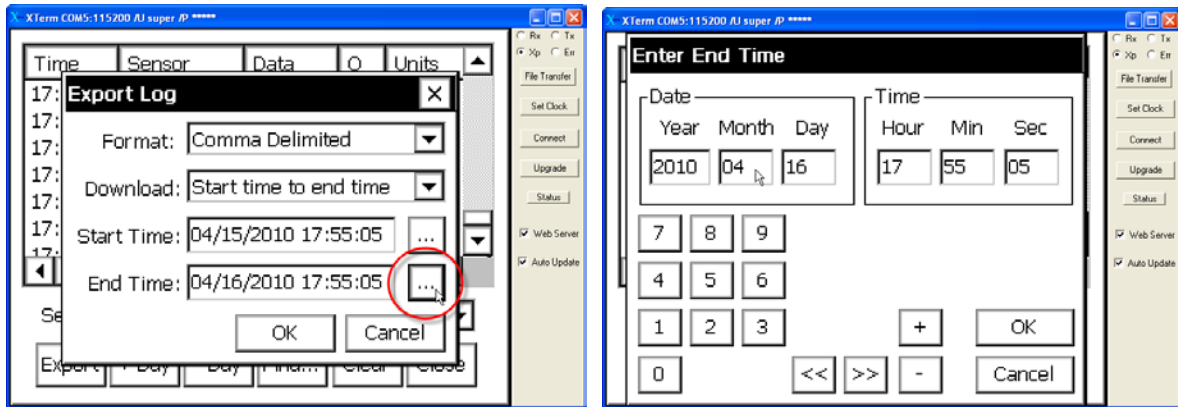 XTerm COM5:115200 /U super /P *****
Rx Tx
Xp Err
File Transfer
Set Clock
Connect
Upgrade
Status
Web Server
Auto Update
Time Sensor Data Q Units
17:
17:
17:
17:
17:
17:
17:
Export Log X
Format: Comma Delimited
Download: Start time to end time
Start Time: 04/15/2010 17:55:05 ...
End Time: 04/16/2010 17:55:05 ...
OK Cancel
Se
XTerm COM5:115200 /U super /P *****
Rx Tx
Xp Err
File Transfer
Set Clock
Connect
Upgrade
Status
Web Server
Auto Update
Enter End Time
Date Time
Year Month Day Hour Min Sec
2010 04 16 17 55 05
7 8 9
4 5 6
1 2 3 + OK
0 << >> - Cancel